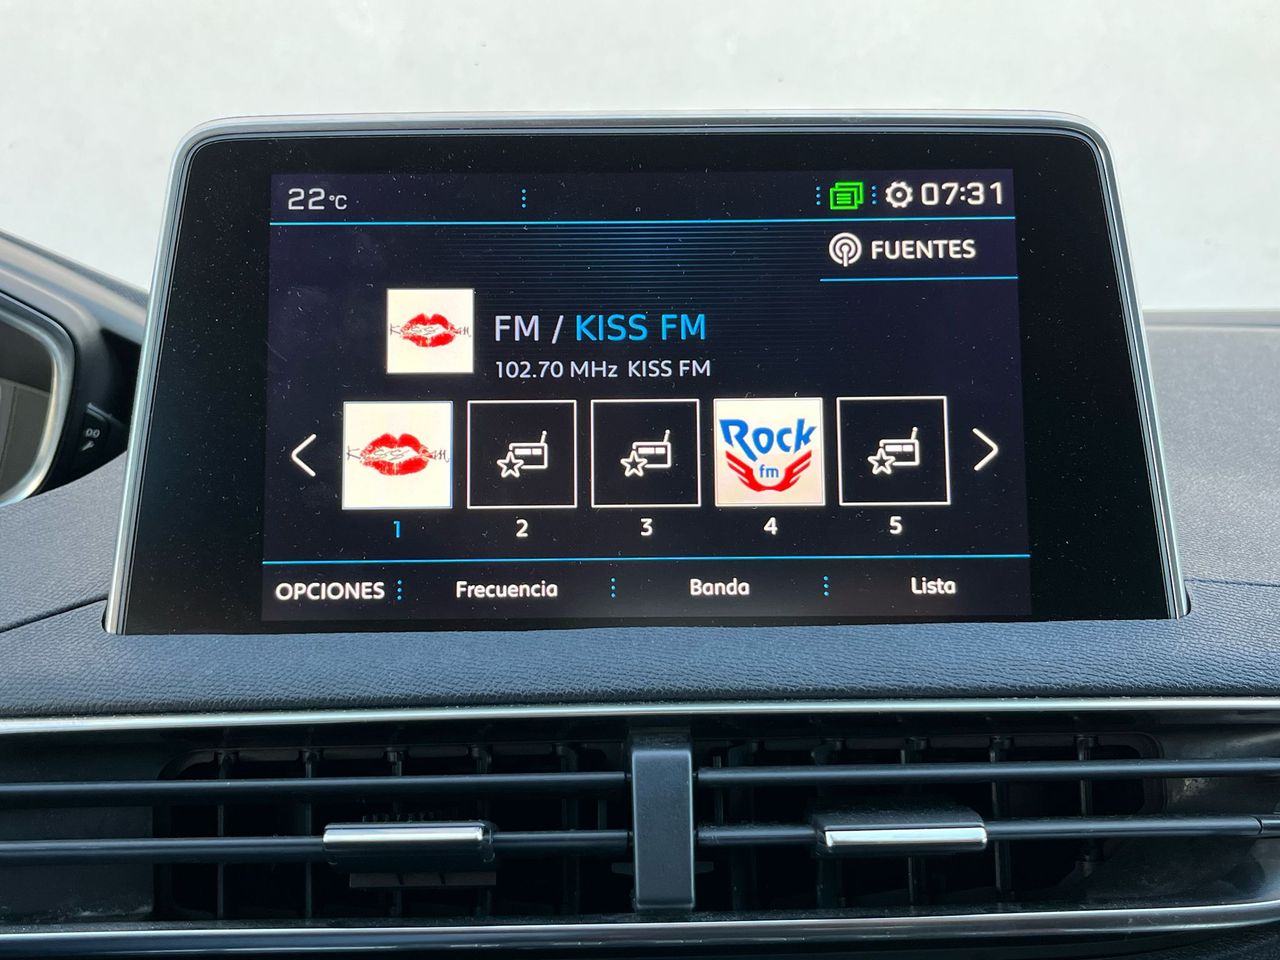 22°C
07:31
FUENTES
FM / KISS FM
102.70 MHz KISS FM
Rock
fm
1
2
3
4
5
OPCIONES
Frecuencia
Banda
Lista